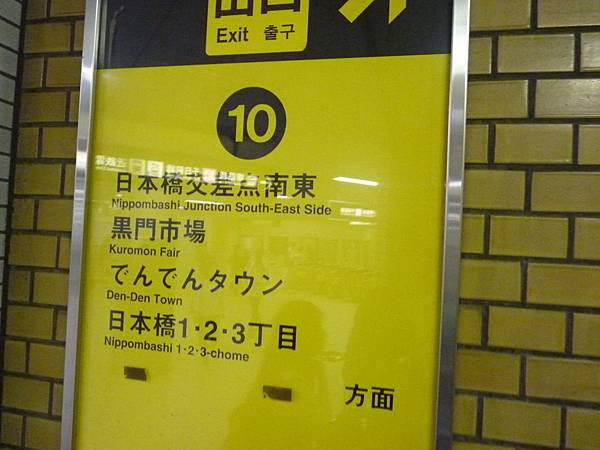 出口
Exit 출구
10
日本橋交差点南東
Nippombashi Junction South-East Side
黒門市場
Kuromon Fair
でんでんタウン
Den-Den Town
日本橋1・2・3丁目
Nippombashi 1·2·3-chome
方面